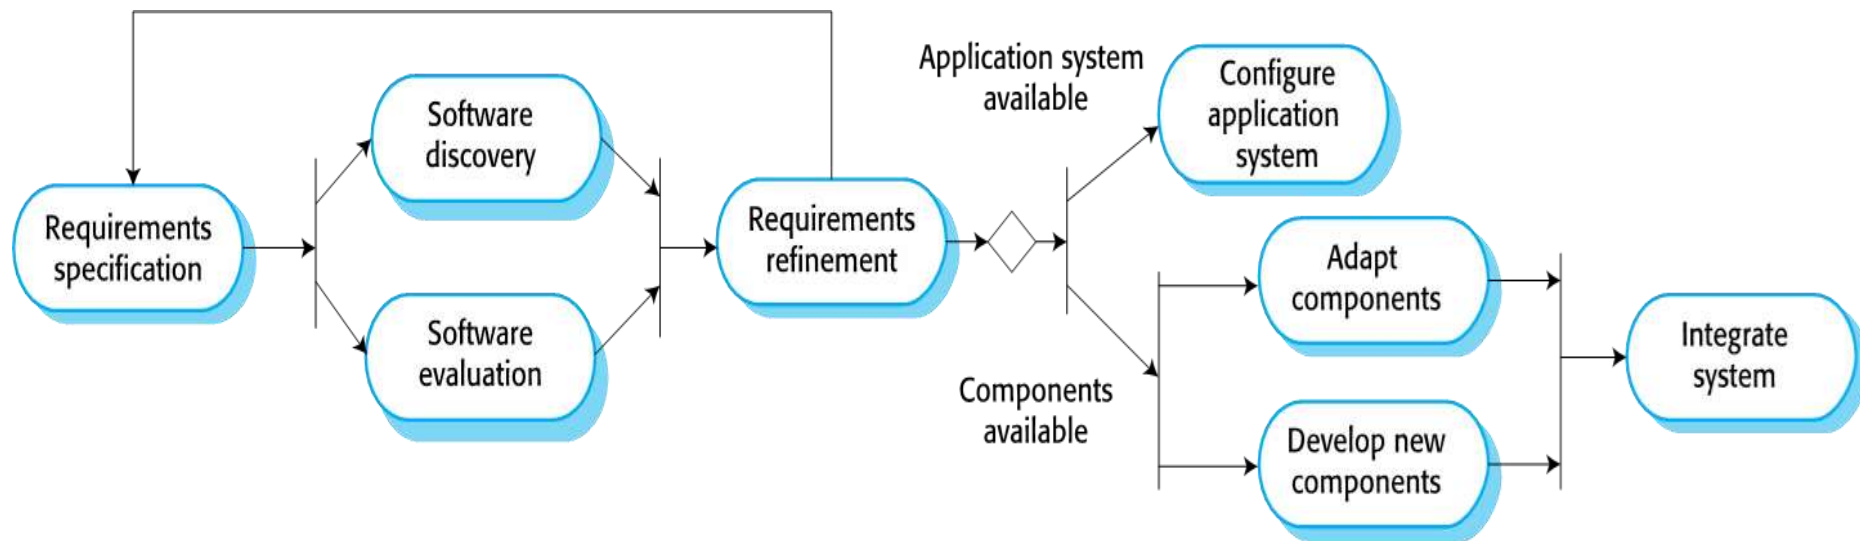 Requirements
specification
Software
discovery
Software
evaluation
Requirements
refinement
Application system
available
Configure
application
system
Components
available
Adapt
components
Develop new
components
Integrate
system